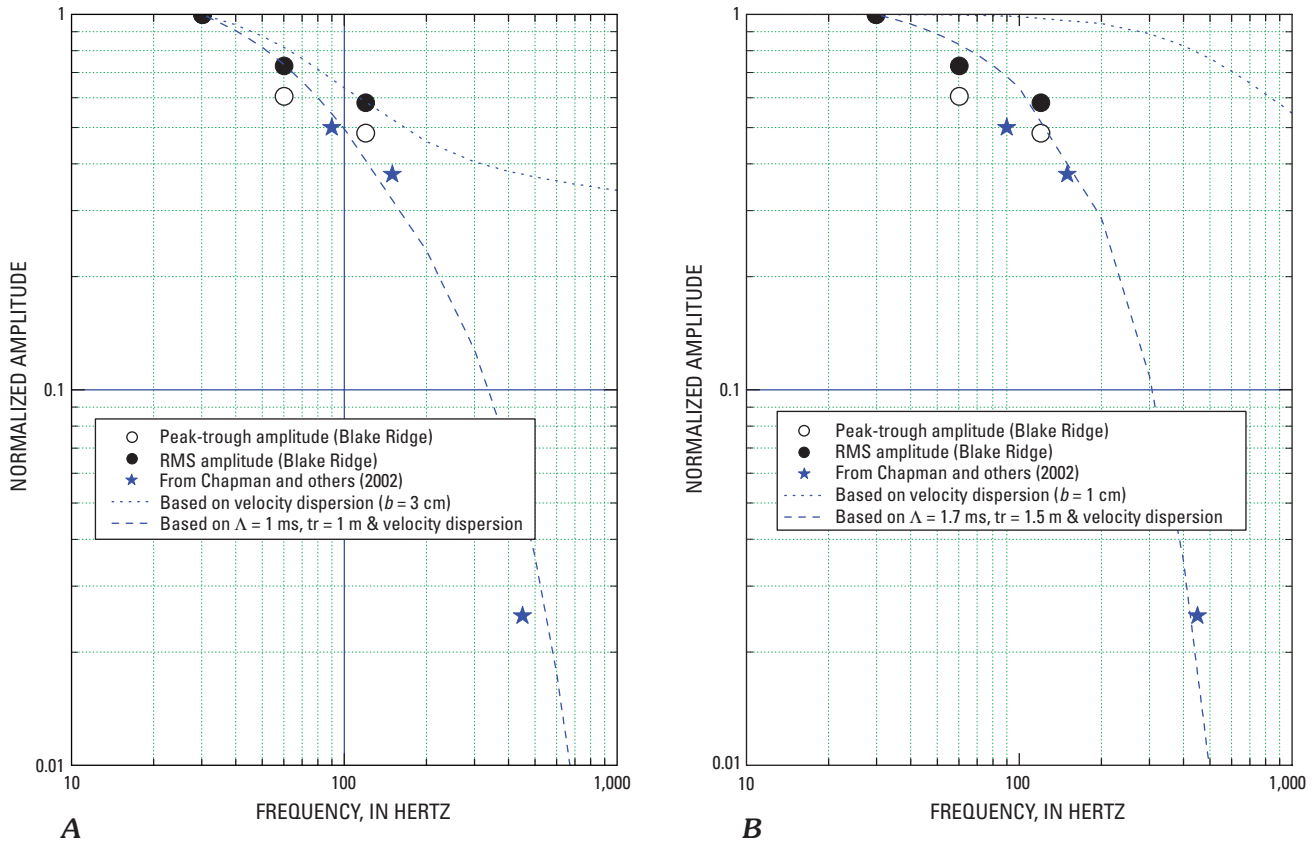 NORMALIZED AMPLITUDE
1
0.1
0.01
Peak-trough amplitude (Blake Ridge)
RMS amplitude (Blake Ridge)
From Chapman and others (2002)
Based on velocity dispersion (b = 3 cm)
Based on Λ = 1 ms, tr = 1 m & velocity dispersion
10
100
1,000
FREQUENCY, IN HERTZ
A
NORMALIZED AMPLITUDE
1
0.1
0.01
Peak-trough amplitude (Blake Ridge)
RMS amplitude (Blake Ridge)
From Chapman and others (2002)
Based on velocity dispersion (b = 1 cm)
Based on Λ = 1.7 ms, tr = 1.5 m & velocity dispersion
10
100
1,000
FREQUENCY, IN HERTZ
B